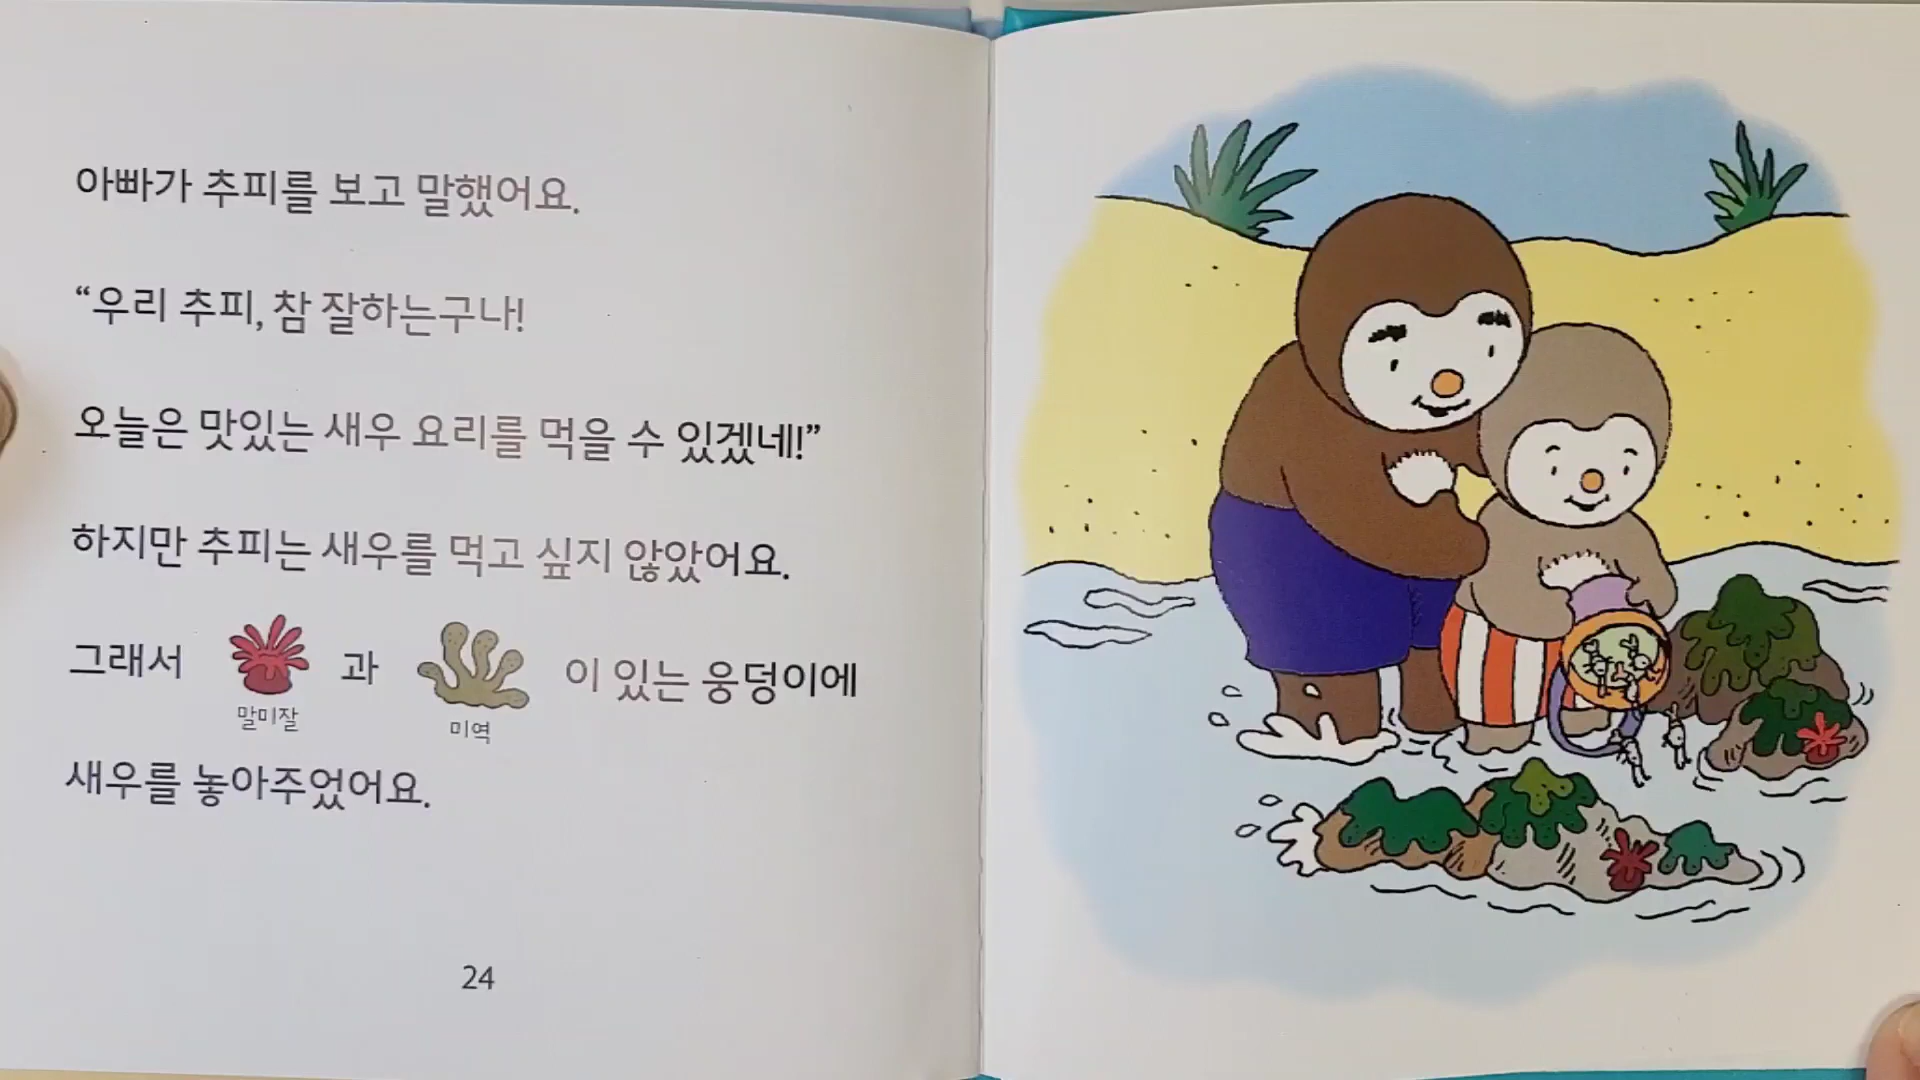 아빠가 추피를 보고 말했어요.
“우리 추피, 참 잘하는구나!
오늘은 맛있는 새우 요리를 먹을 수 있겠네!”
하지만 추피는 새우를 먹고 싶지 않았어요.
그래서 과 이 있는 웅덩이에
말미잘 미역
새우를 놓아주었어요.
24